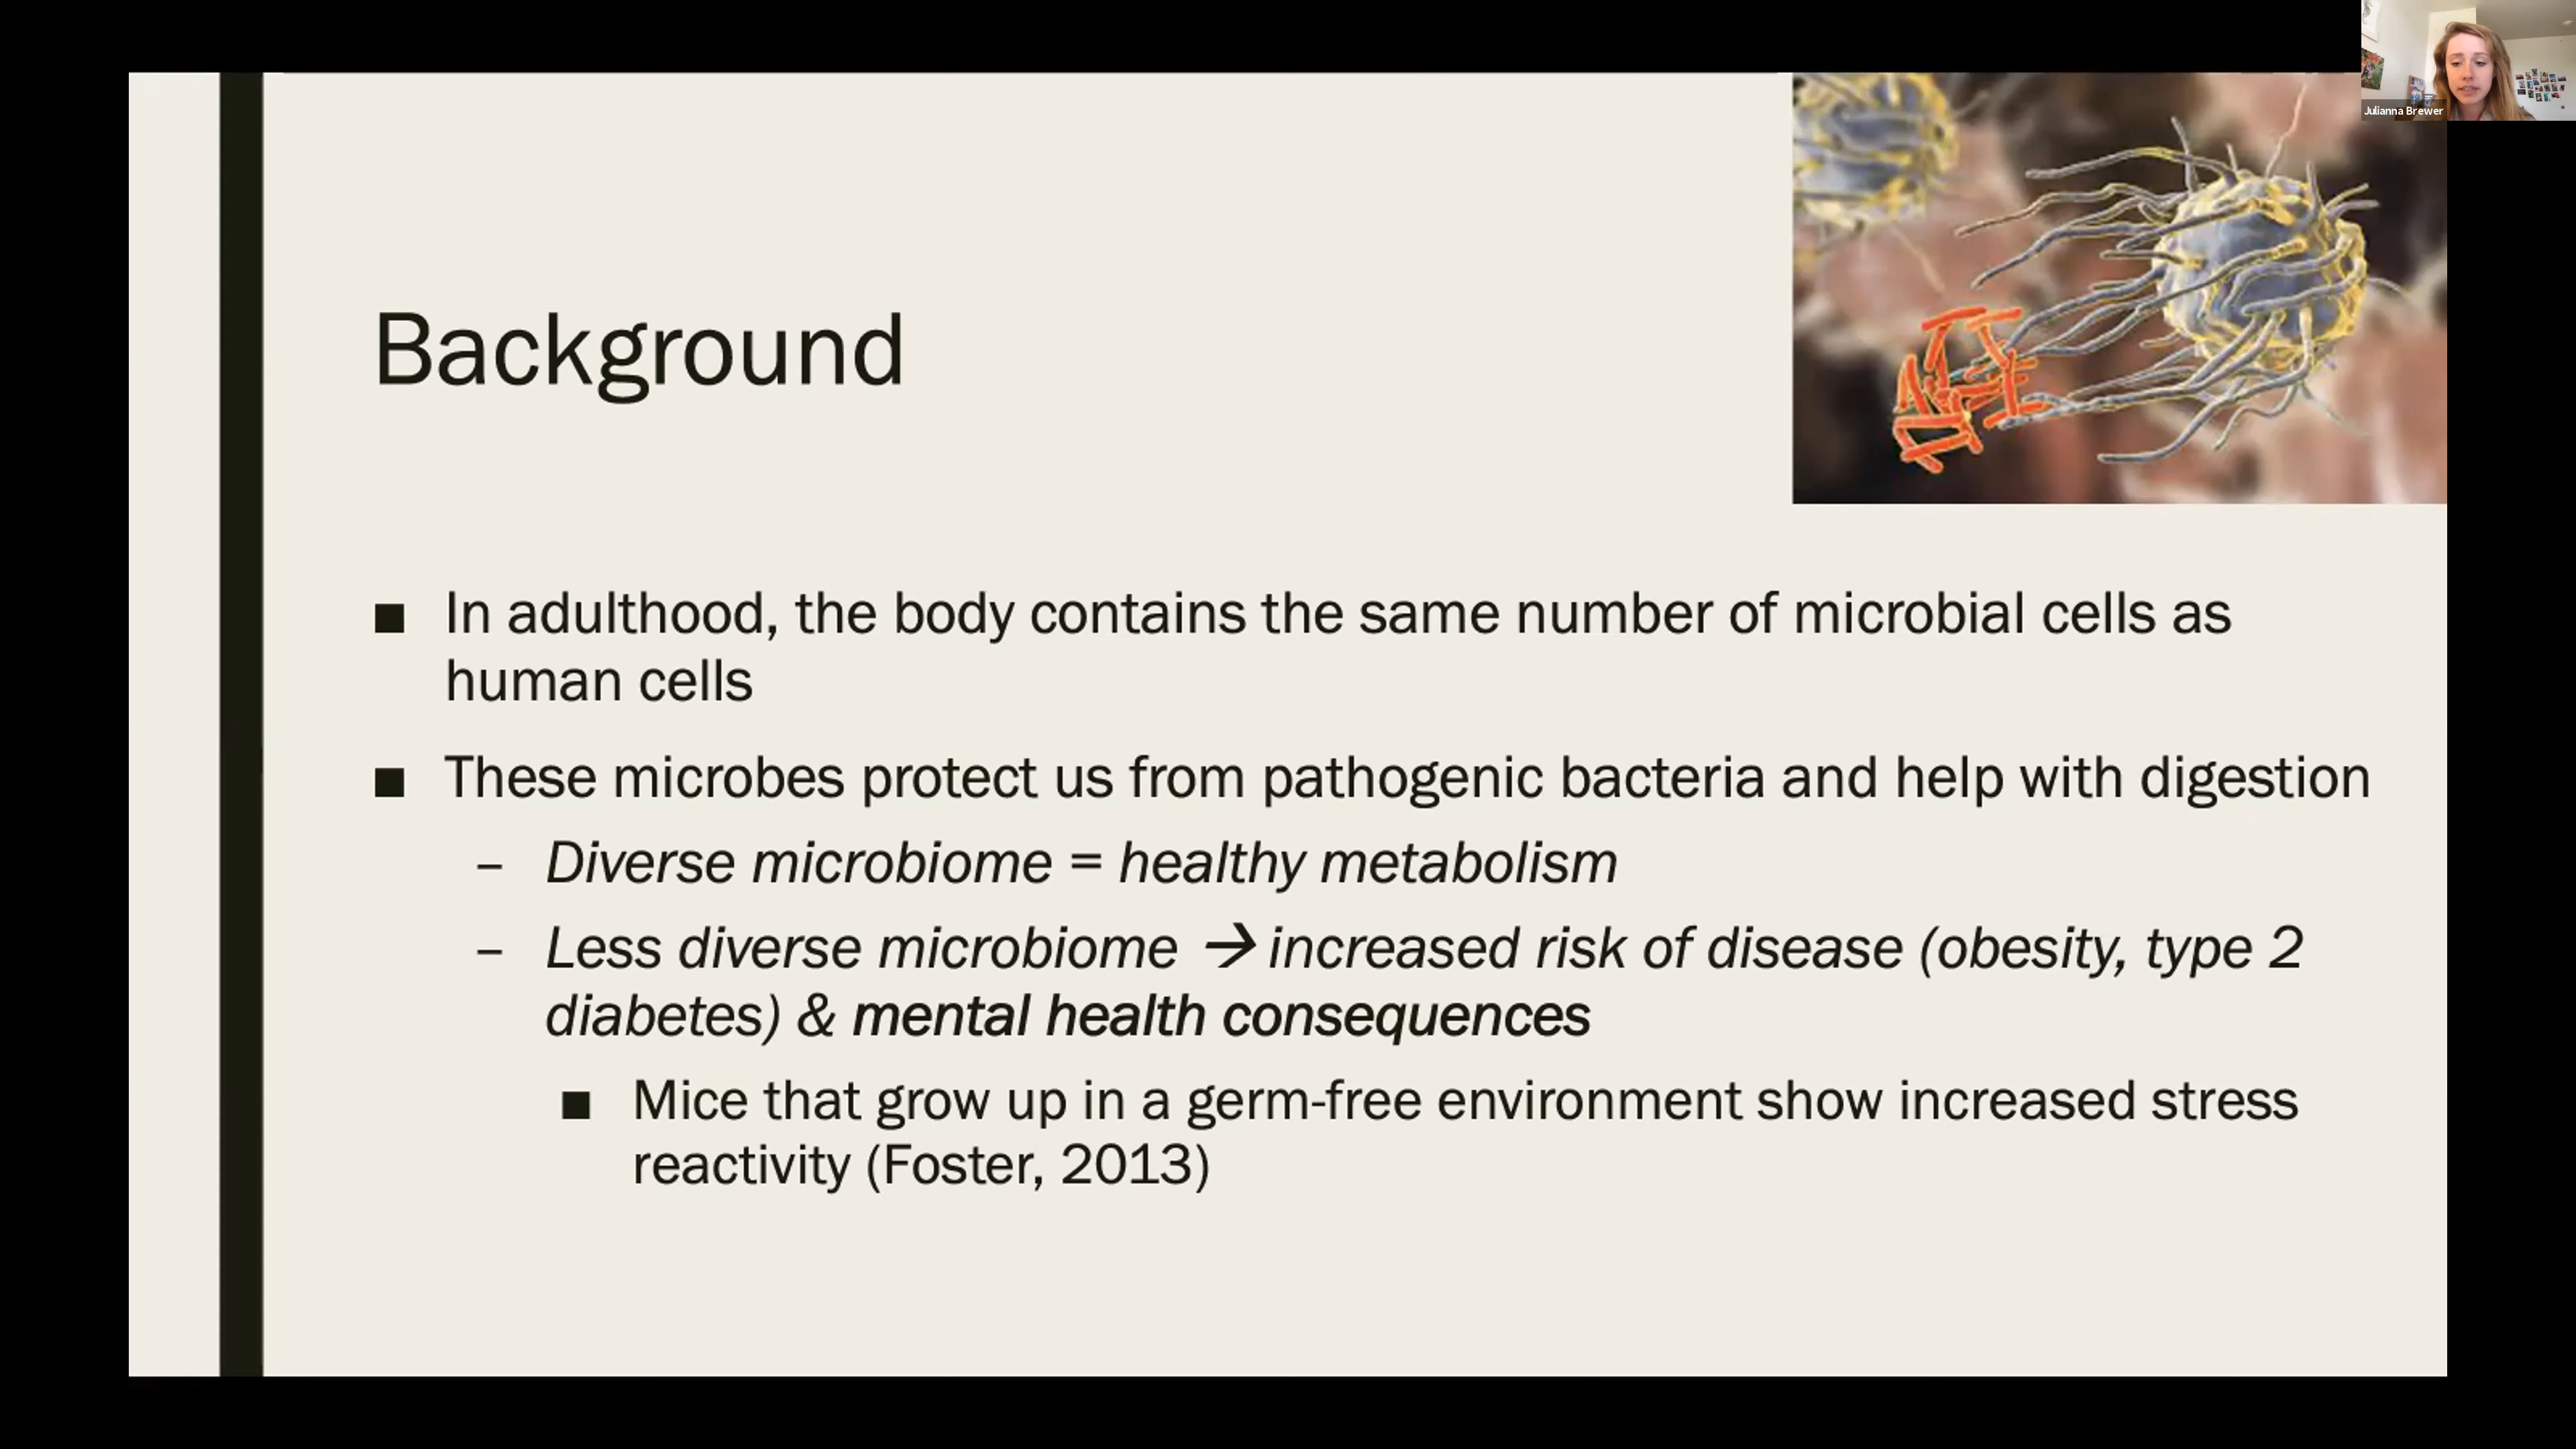 Julianna Brewer
Background
■ In adulthood, the body contains the same number of microbial cells as
human cells
■ These microbes protect us from pathogenic bacteria and help with digestion
– Diverse microbiome = healthy metabolism
– Less diverse microbiome → increased risk of disease (obesity, type 2
diabetes) & mental health consequences
■ Mice that grow up in a germ-free environment show increased stress
reactivity (Foster, 2013)